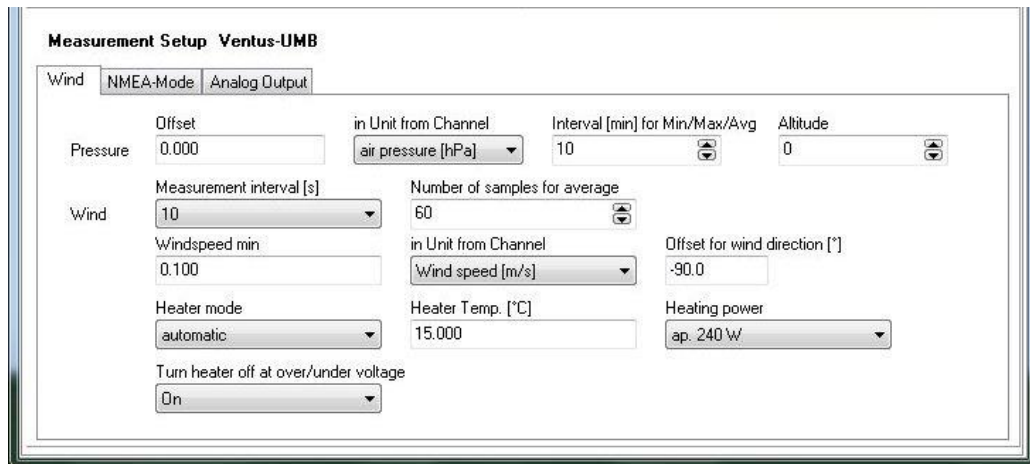 Measurement Setup Ventus-UMB
Wind NMEA-Mode Analog Output
Offset in Unit from Channel Interval [min] for Min/Max/Avg Altitude
Pressure 0.000 air pressure [hPa] 10 0
Measurement interval [s] Number of samples for average
Wind 10 60
Windspeed min in Unit from Channel Offset for wind direction [°]
0.100 Wind speed [m/s] -90.0
Heater mode Heater Temp. [°C] Heating power
automatic 15.000 ap. 240 W
Turn heater off at over/under voltage
On